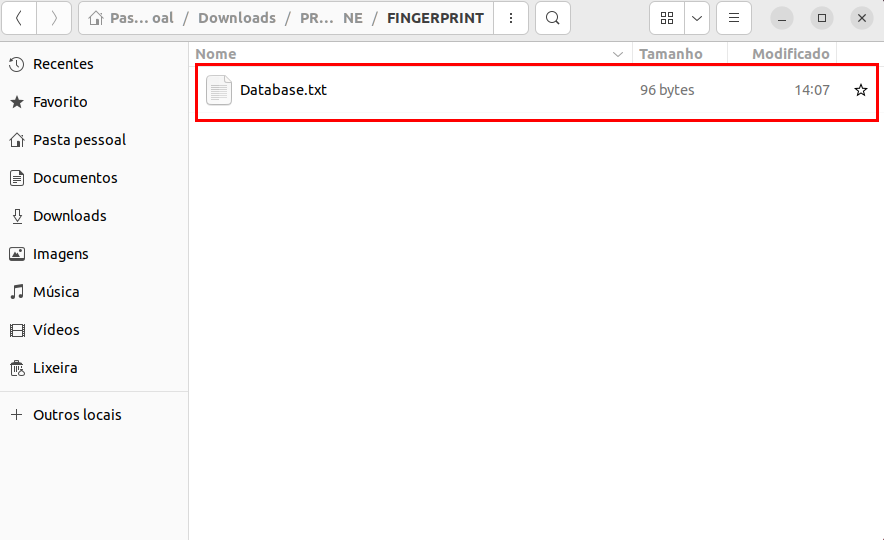 Pas... oal / Downloads / PR... NE / FINGERPRINT
Nome Tamanho Modificado
Recentes
Database.txt 96 bytes 14:07
Favorito
Pasta pessoal
Documentos
Downloads
Imagens
Música
Vídeos
Lixeira
Outros locais